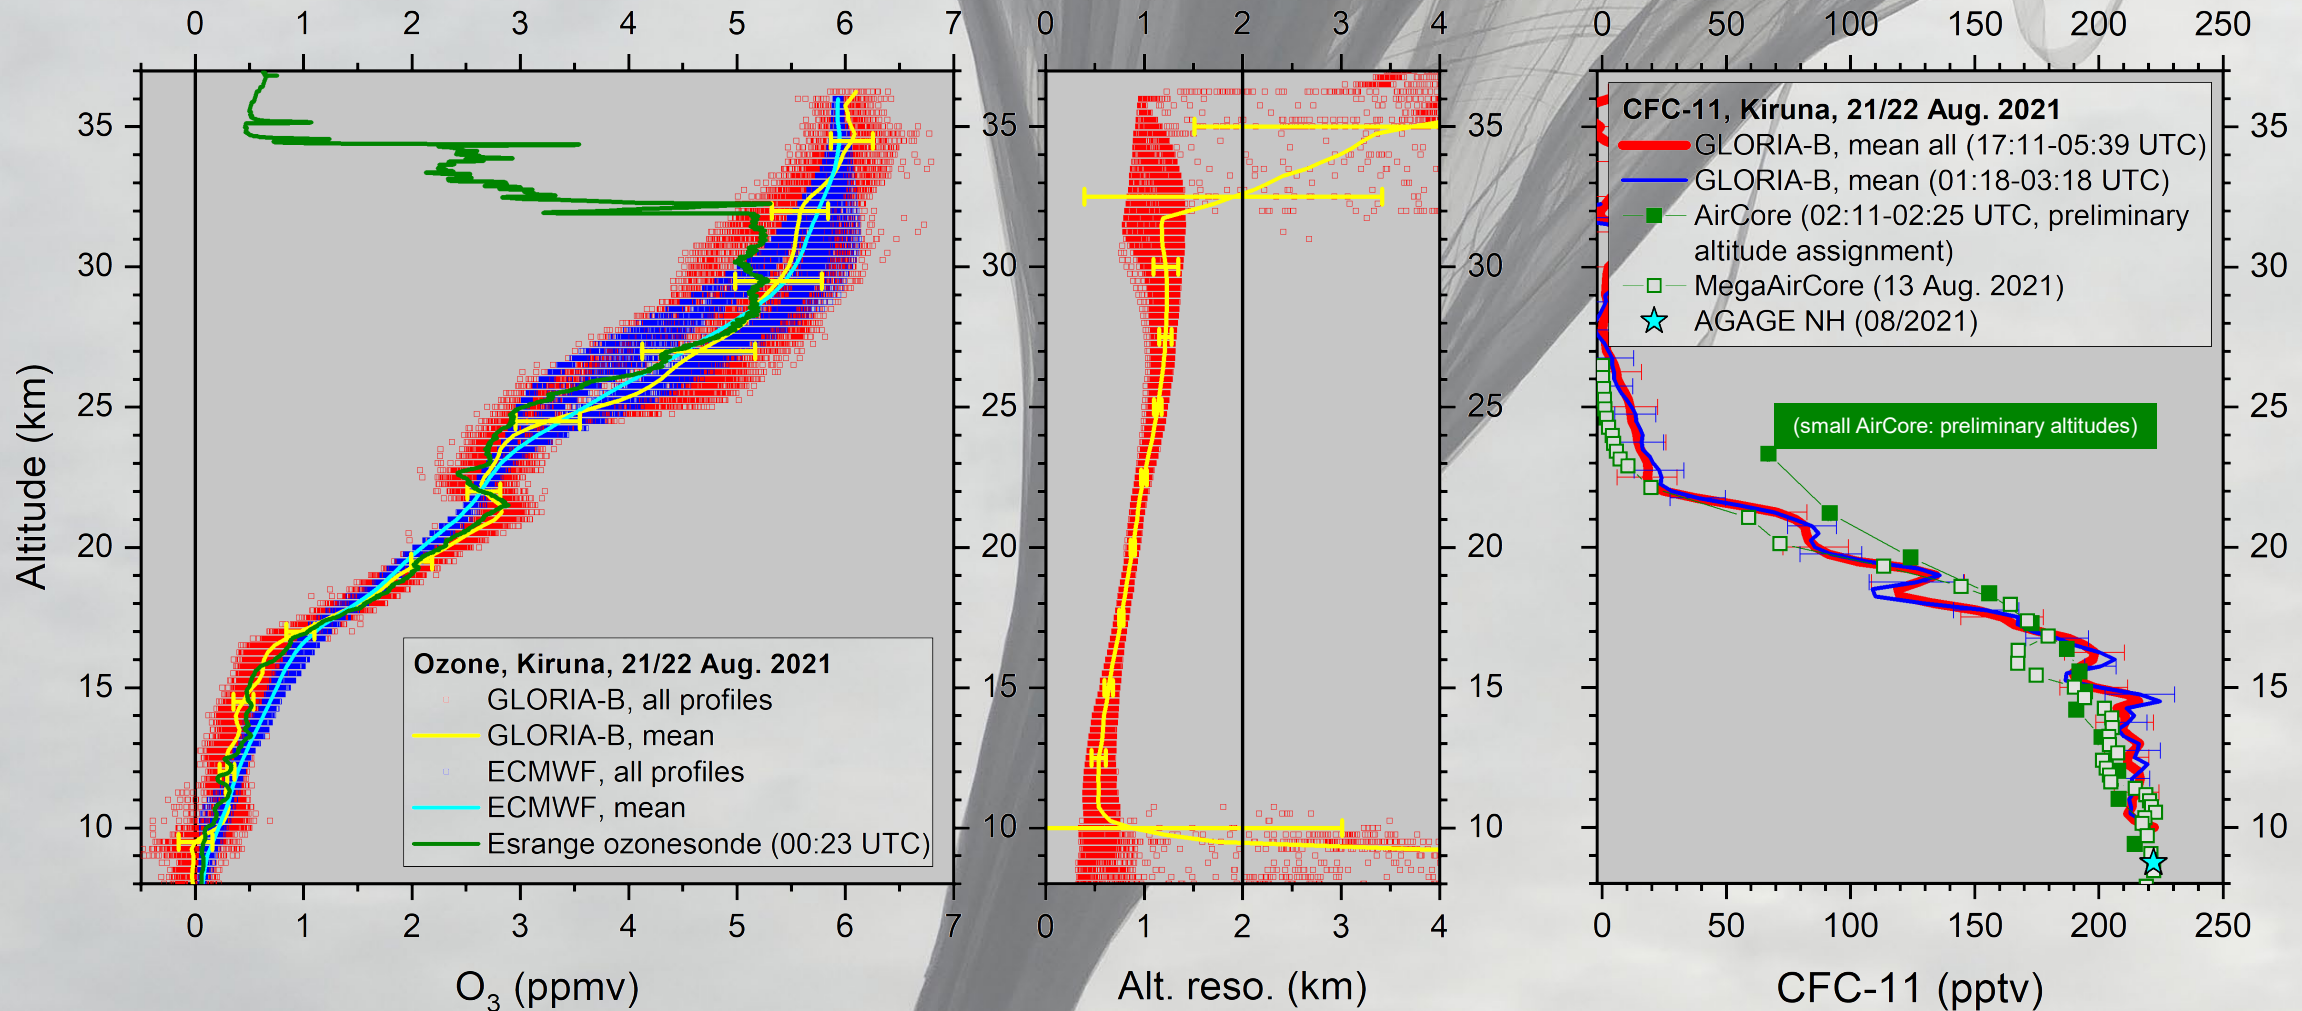 0 1 2 3 4 5 6 7
0 1 2 3 4
0 50 100 150 200 250
35 35 35 35
30 30 30 30
25 25 25 25
20 20 20 20
15 15 15 15
10 10 10 10
Altitude (km)
Ozone, Kiruna, 21/22 Aug. 2021
GLORIA-B, all profiles
GLORIA-B, mean
ECMWF, all profiles
ECMWF, mean
Esrange ozonesonde (00:23 UTC)
0 1 2 3 4 5 6 7
O₃ (ppmv)
0 1 2 3 4
Alt. reso. (km)
CFC-11, Kiruna, 21/22 Aug. 2021
GLORIA-B, mean all (17:11-05:39 UTC)
GLORIA-B, mean (01:18-03:18 UTC)
AirCore (02:11-02:25 UTC, preliminary
altitude assignment)
MegaAirCore (13 Aug. 2021)
AGAGE NH (08/2021)
(small AirCore: preliminary altitudes)
0 50 100 150 200 250
CFC-11 (pptv)